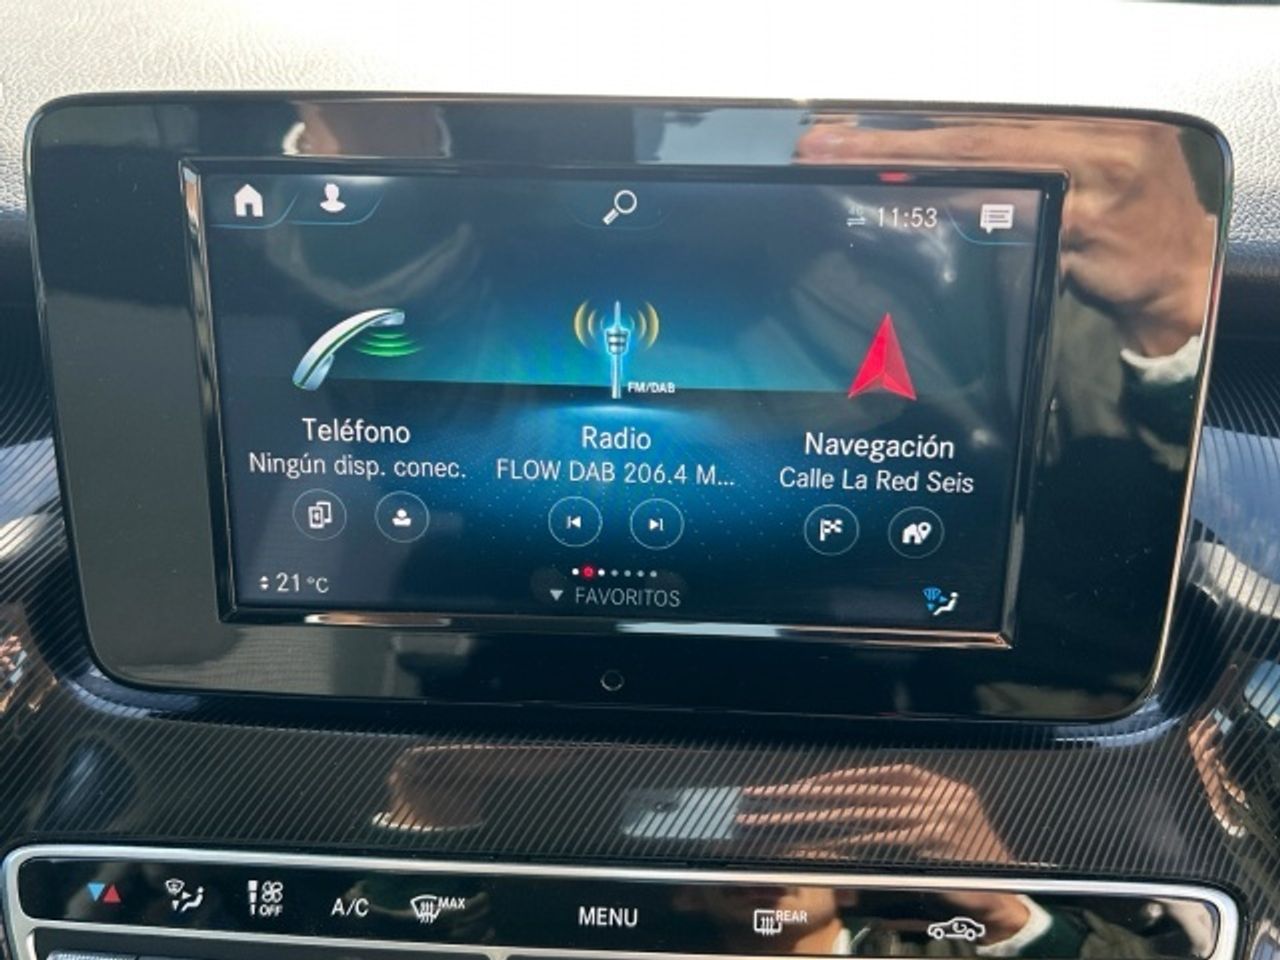 11:53
FM/DAB
Teléfono
Ningún disp. conec.
Radio
FLOW DAB 206.4 M...
Navegación
Calle La Red Seis
21 °C
FAVORITOS
OFF
A/C
MAX
MENU
REAR